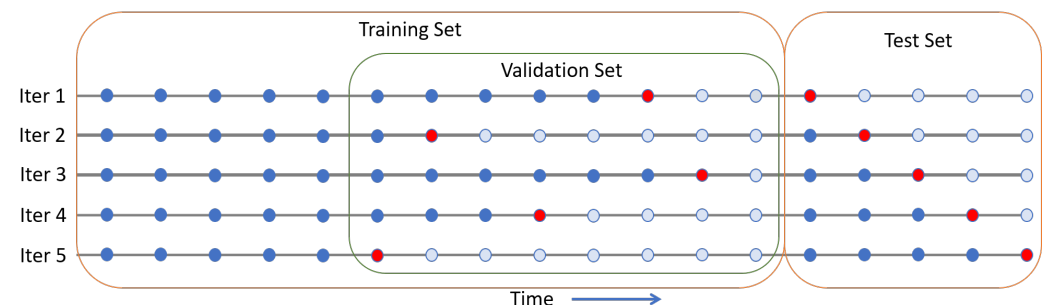 Training Set
Test Set
Validation Set
Iter 1
Iter 2
Iter 3
Iter 4
Iter 5
Time